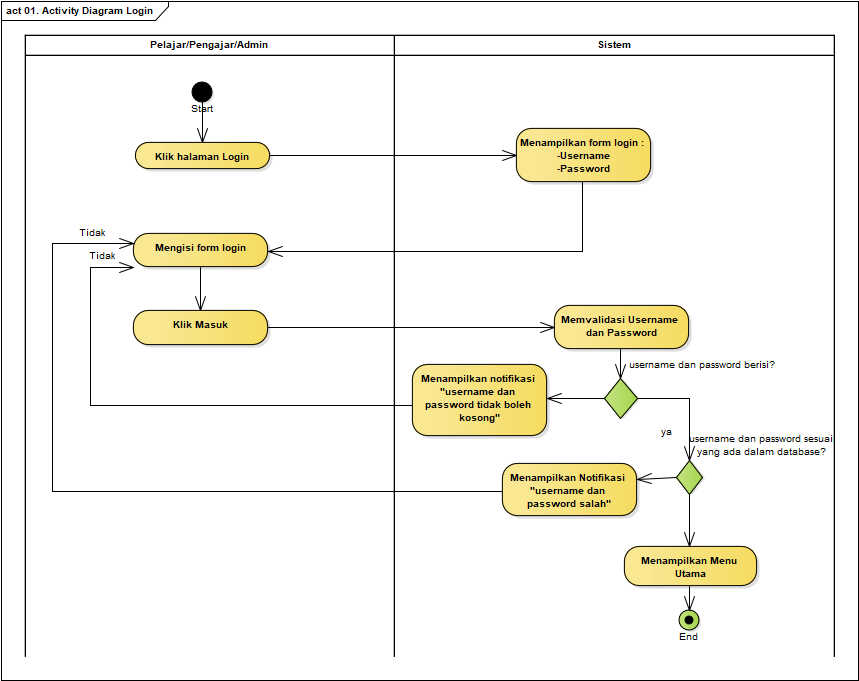 act 01. Activity Diagram Login
Pelajar/Pengajar/Admin
Sistem
Start
Klik halaman Login
Menampilkan form login :
-Username
-Password
Tidak
Mengisi form login
Tidak
Klik Masuk
Memvalidasi Username
dan Password
username dan password berisi?
Menampilkan notifikasi
"username dan
password tidak boleh
kosong"
ya
username dan password sesuai
yang ada dalam database?
Menampilkan Notifikasi
"username dan
password salah"
Menampilkan Menu
Utama
End